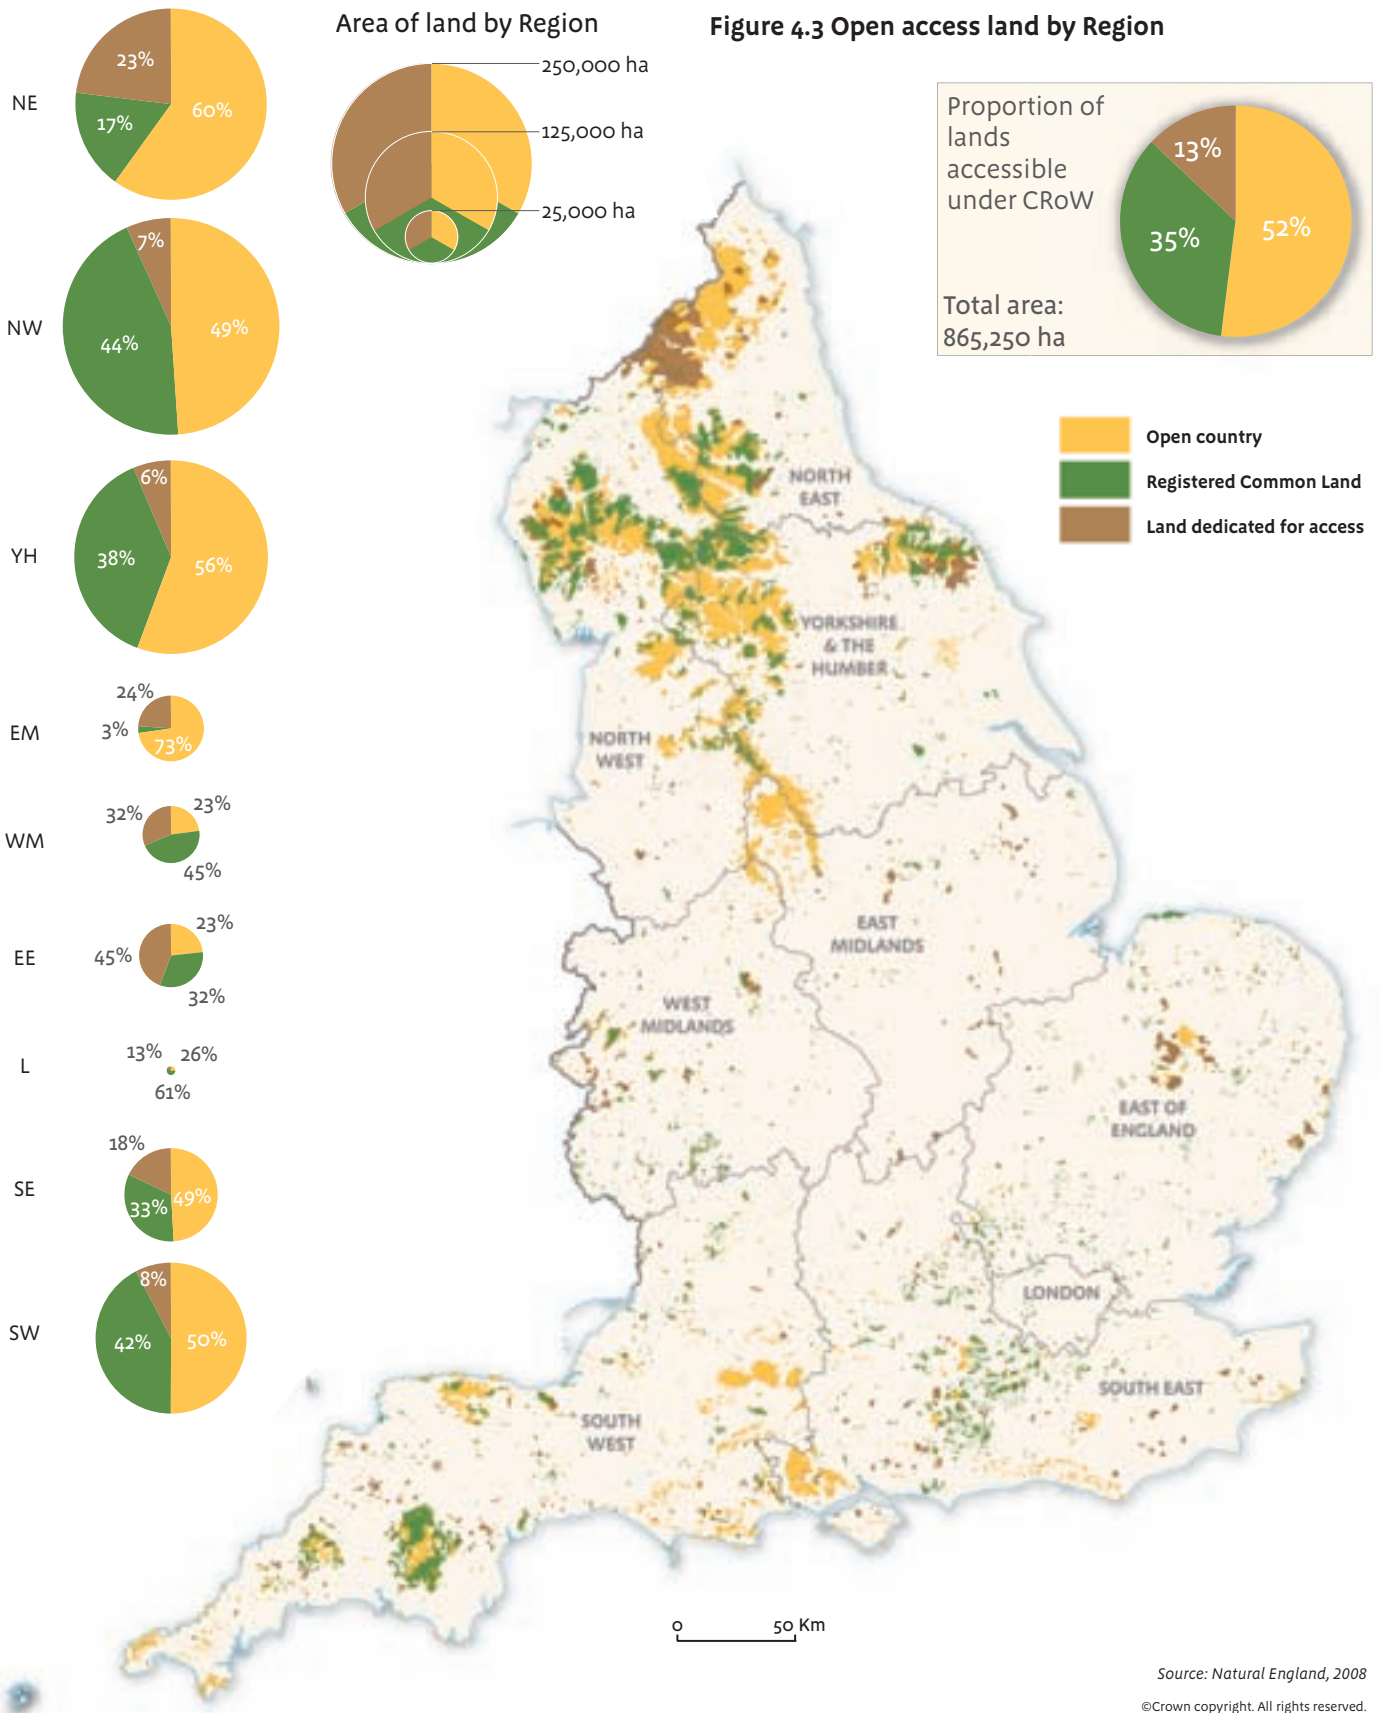 Area of land by Region
250,000 ha
125,000 ha
25,000 ha
Figure 4.3 Open access land by Region
Proportion of
lands
accessible
under CRoW
Total area:
865,250 ha
13%
35%
52%
Open country
Registered Common Land
Land dedicated for access
NE
23%
17%
60%
NW
7%
44%
49%
YH
6%
38%
56%
EM
24%
3%
73%
WM
32%
23%
45%
EE
23%
45%
32%
L
13%
26%
61%
SE
18%
33%
49%
SW
8%
42%
50%
NORTH
EAST
YORKSHIRE
& THE
HUMBER
NORTH
WEST
EAST
MIDLANDS
WEST
MIDLANDS
EAST OF
ENGLAND
LONDON
SOUTH EAST
SOUTH
WEST
0
50 Km
Source: Natural England, 2008
©Crown copyright. All rights reserved.